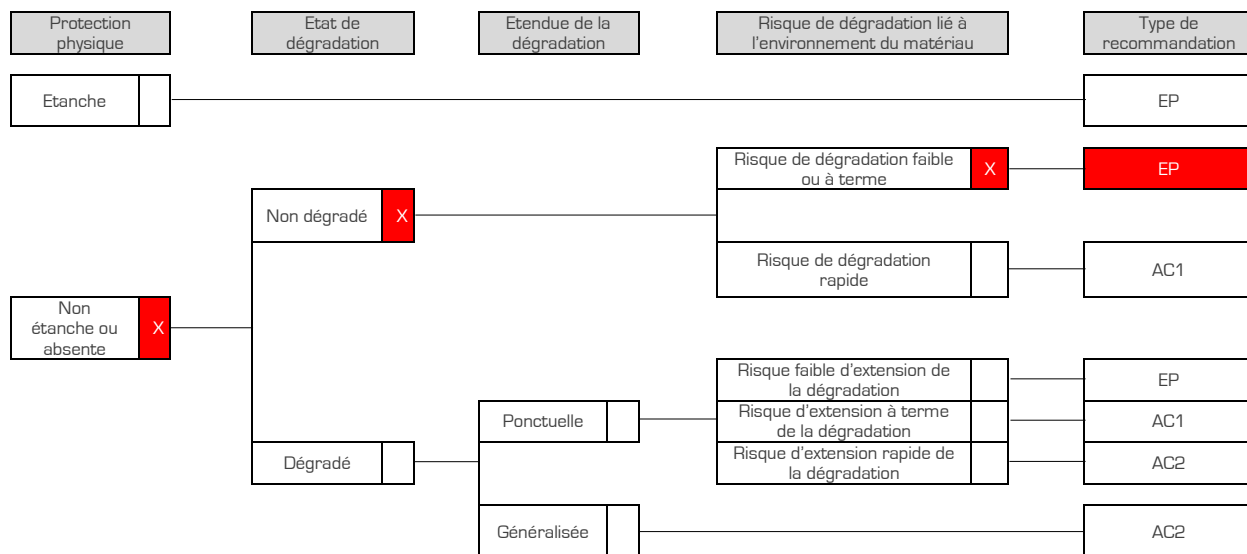 Protection
physique
Etat de
dégradation
Etendue de la
dégradation
Risque de dégradation lié à
l'environnement du matériau
Type de
recommandation
Etanche
EP
Risque de dégradation faible
ou à terme
X
EP
Non dégradé
X
Risque de dégradation
rapide
AC1
Non
étanche ou
absente
X
Risque faible d'extension de
la dégradation
EP
Ponctuelle
Risque d'extension à terme
de la dégradation
AC1
Dégradé
Risque d'extension rapide de
la dégradation
AC2
Généralisée
AC2